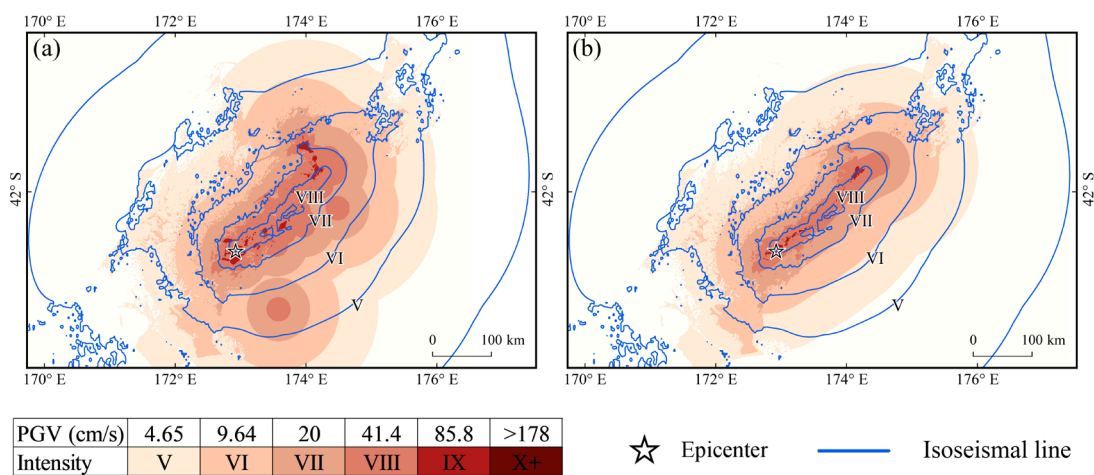 170° E 172° E 174° E 176° E 170° E 172° E 174° E 176° E
(a) (b)
42° S 42° S 42° S
VIII VIII
VII VII
VI VI
V V
0 100 km 0 100 km
170° E 172° E 174° E 176° E 170° E 172° E 174° E 176° E
PGV (cm/s) 4.65 9.64 20 41.4 85.8 >178
Intensity V VI VII VIII IX X+
Epicenter Isoseismal line